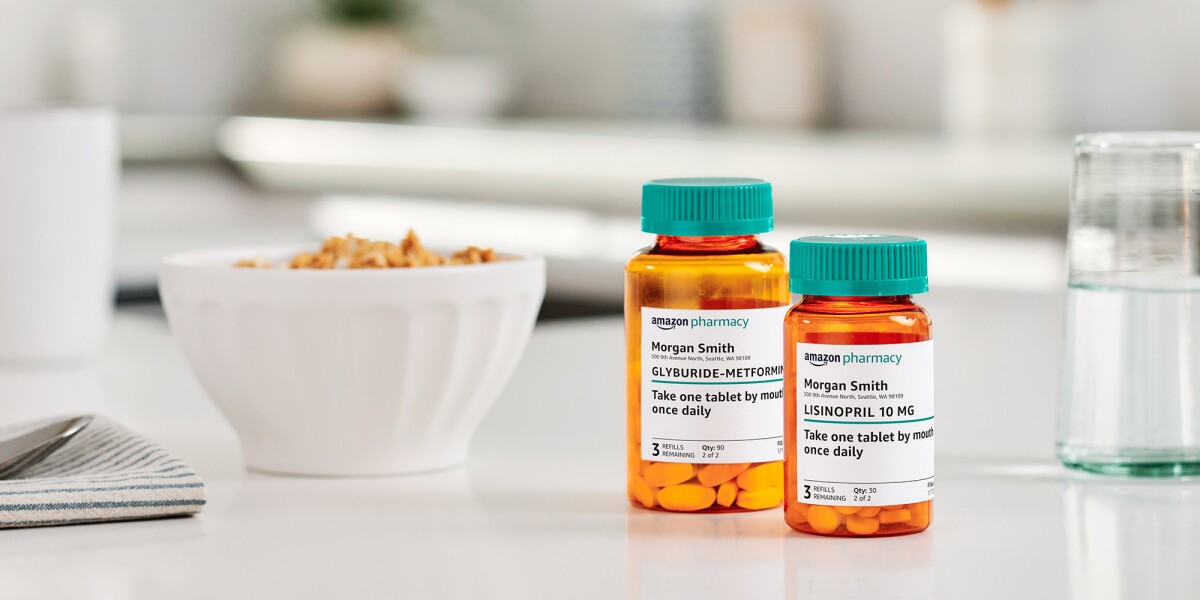 amazon pharmacy
Morgan Smith
500 9th Avenue North, Seattle, WA 98109
GLYBURIDE-METFORMIN
Take one tablet by mouth
once daily
3 REFILLS REMAINING Qty: 90 2 of 2
amazon pharmacy
Morgan Smith
500 9th Avenue North, Seattle, WA 98109
LISINOPRIL 10 MG
Take one tablet by mouth
once daily
3 REFILLS REMAINING Qty: 30 2 of 2